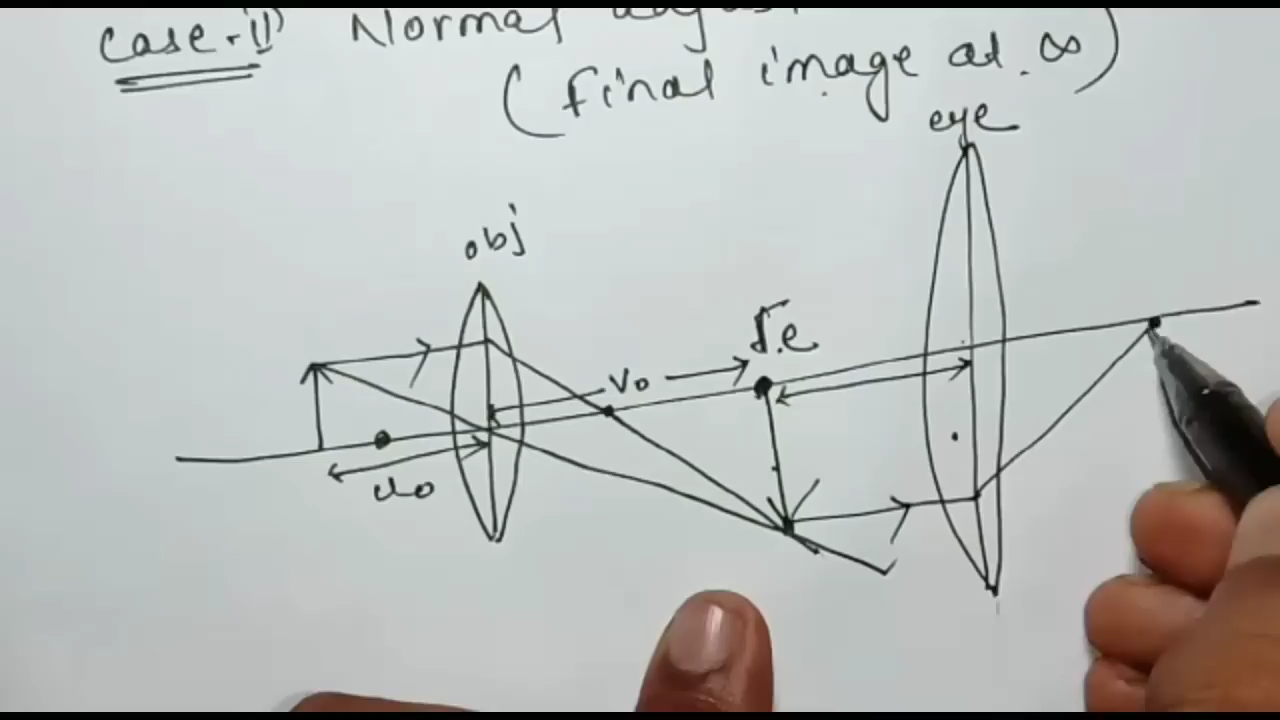 Case-ii) Normal
(final image at ∞)
eye
obj
f.e
vo
uo